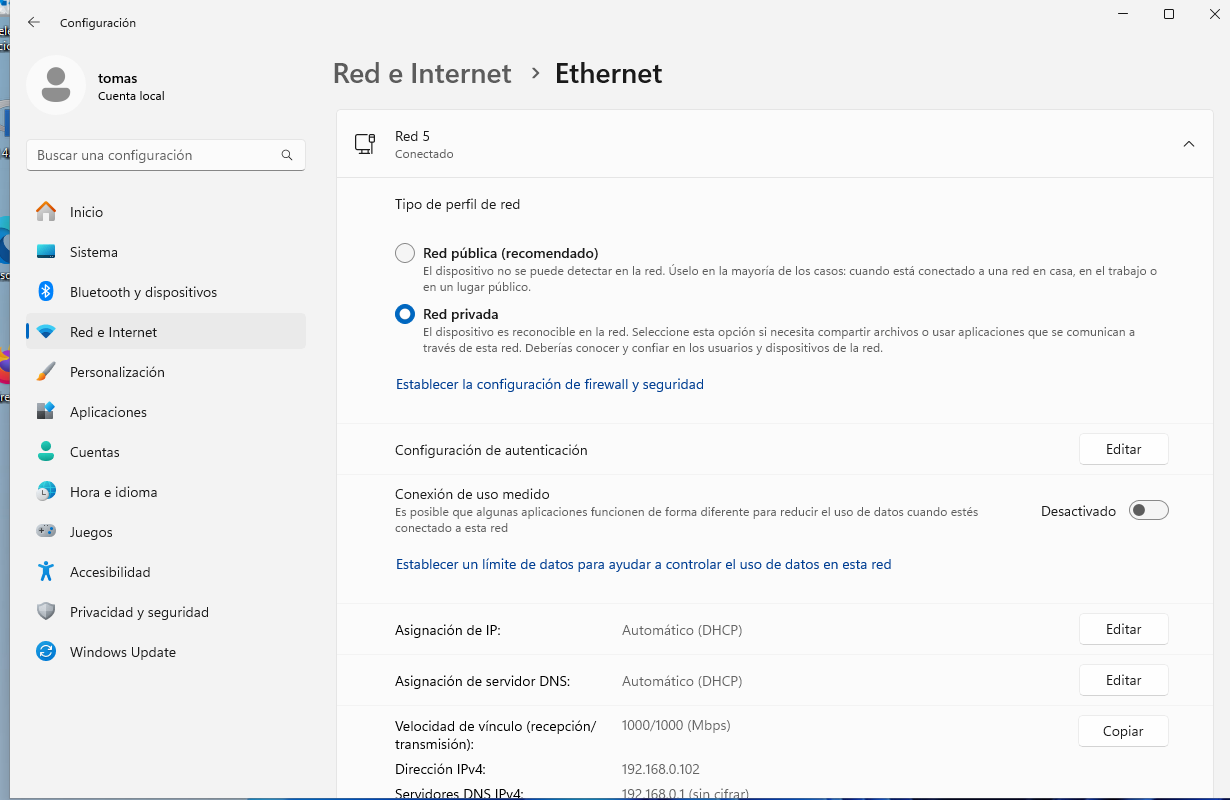 Configuración
tomas
Cuenta local
Buscar una configuración
Inicio
Sistema
Bluetooth y dispositivos
Red e Internet
Personalización
Aplicaciones
Cuentas
Hora e idioma
Juegos
Accesibilidad
Privacidad y seguridad
Windows Update
Red e Internet › Ethernet
Red 5
Conectado
Tipo de perfil de red
Red pública (recomendado)
El dispositivo no se puede detectar en la red. Úselo en la mayoría de los casos: cuando está conectado a una red en casa, en el trabajo o
en un lugar público.
Red privada
El dispositivo es reconocible en la red. Seleccione esta opción si necesita compartir archivos o usar aplicaciones que se comunican a
través de esta red. Deberías conocer y confiar en los usuarios y dispositivos de la red.
Establecer la configuración de firewall y seguridad
Configuración de autenticación
Editar
Conexión de uso medido
Es posible que algunas aplicaciones funcionen de forma diferente para reducir el uso de datos cuando estés
conectado a esta red
Desactivado
Establecer un límite de datos para ayudar a controlar el uso de datos en esta red
Asignación de IP:
Automático (DHCP)
Editar
Asignación de servidor DNS:
Automático (DHCP)
Editar
Velocidad de vínculo (recepción/
transmisión):
1000/1000 (Mbps)
Copiar
Dirección IPv4:
192.168.0.102
Servidores DNS IPv4:
192.168.0.1 (sin cifrar)